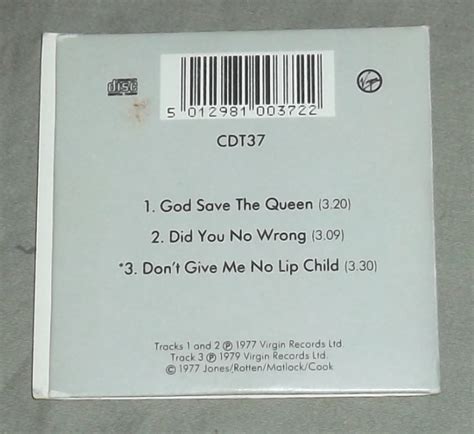 disc
Virgin
5 012981 003722
CDT37
1. God Save The Queen (3.20)
2. Did You No Wrong (3.09)
*3. Don't Give Me No Lip Child (3.30)
Tracks 1 and 2 ℗ 1977 Virgin Records Ltd.
Track 3 ℗ 1979 Virgin Records Ltd.
© 1977 Jones/Rotten/Matlock/Cook